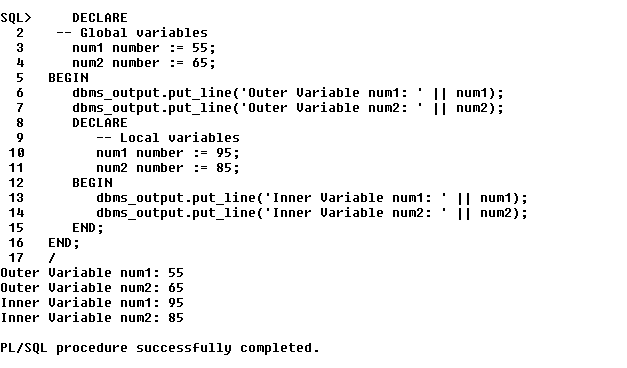 SQL>     DECLARE
  2    -- Global variables
  3      num1 number := 55;
  4      num2 number := 65;
  5   BEGIN
  6      dbms_output.put_line('Outer Variable num1: ' || num1);
  7      dbms_output.put_line('Outer Variable num2: ' || num2);
  8      DECLARE
  9         -- Local variables
 10         num1 number := 95;
 11         num2 number := 85;
 12      BEGIN
 13         dbms_output.put_line('Inner Variable num1: ' || num1);
 14         dbms_output.put_line('Inner Variable num2: ' || num2);
 15      END;
 16   END;
 17   /
Outer Variable num1: 55
Outer Variable num2: 65
Inner Variable num1: 95
Inner Variable num2: 85

PL/SQL procedure successfully completed.